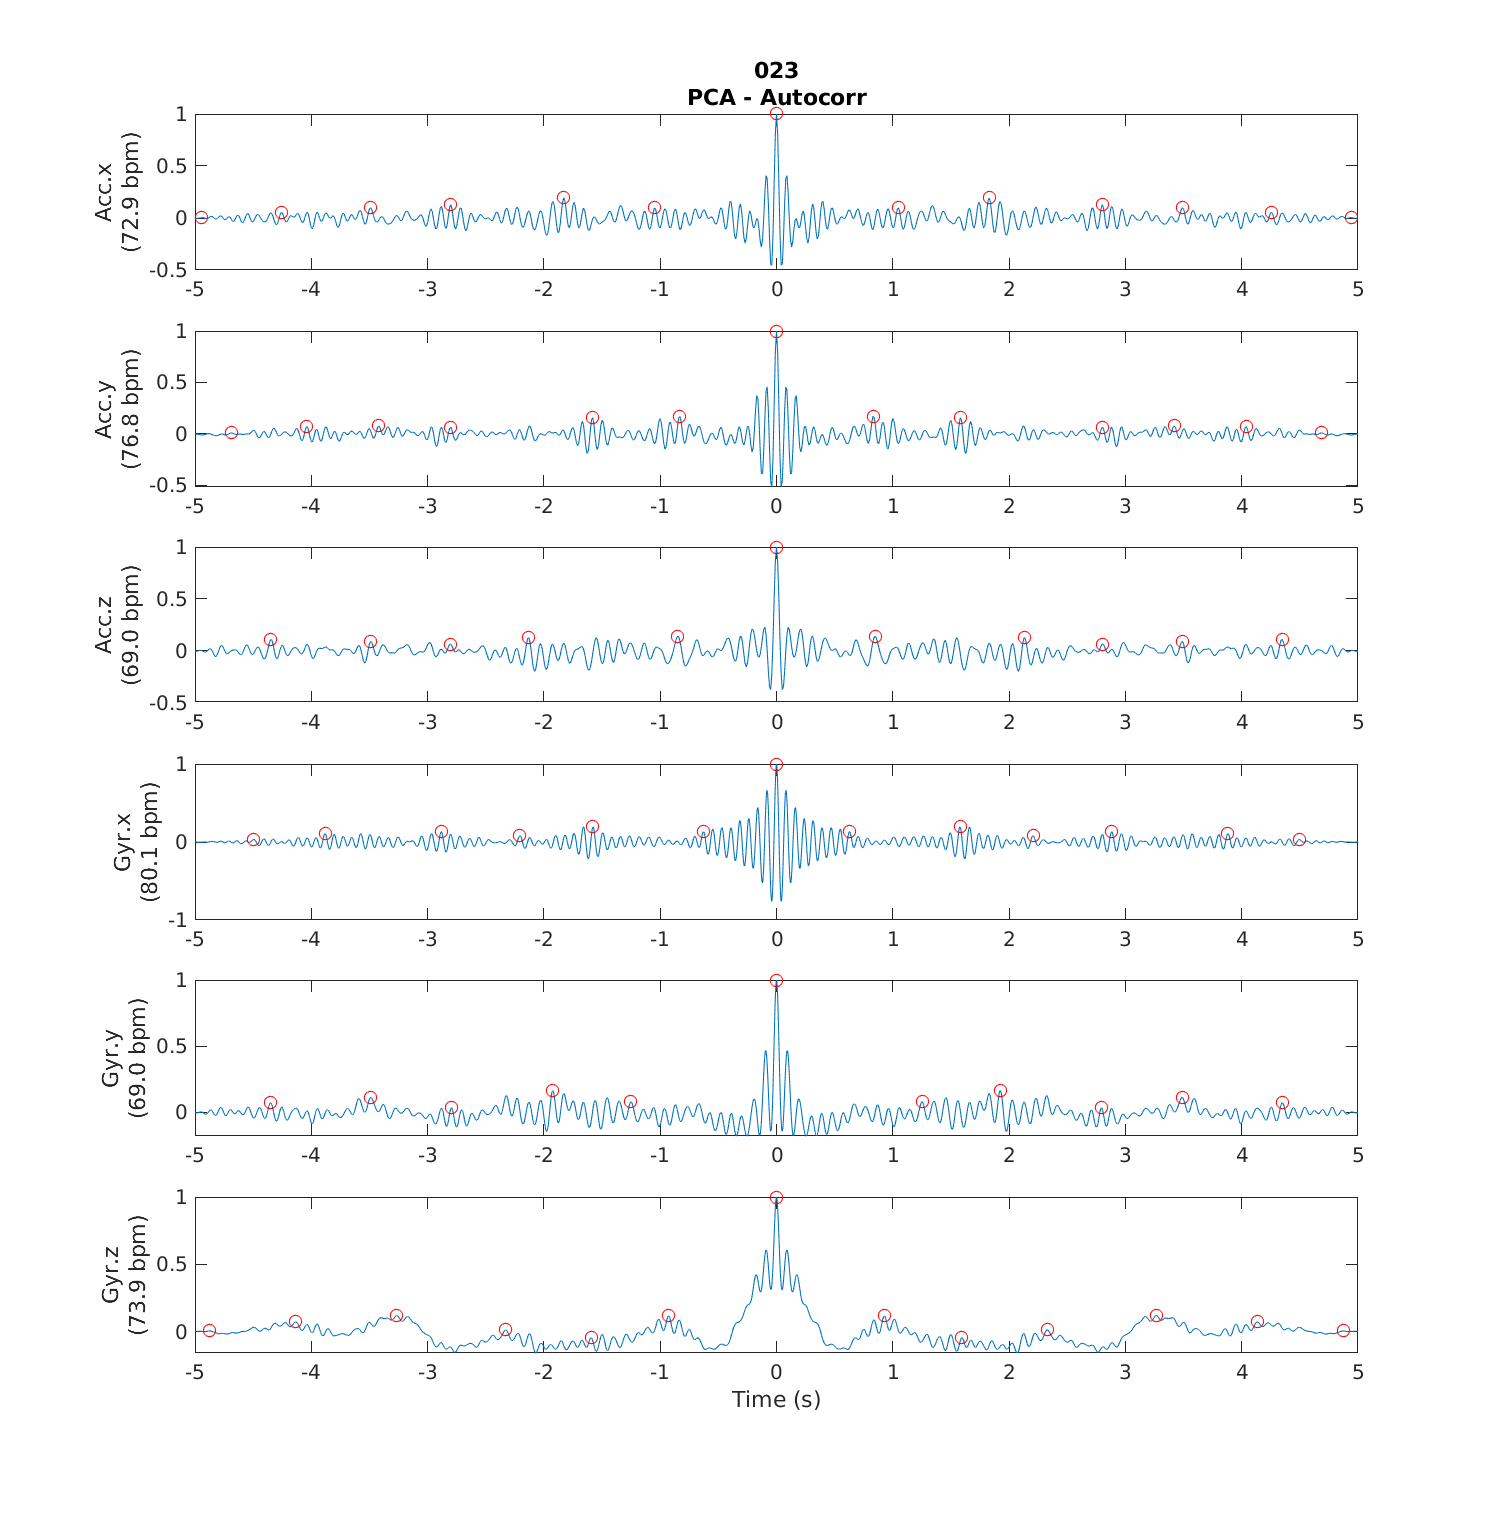 023
PCA - Autocorr
Acc.x
(72.9 bpm)
1
0.5
0
-0.5
-5 -4 -3 -2 -1 0 1 2 3 4 5
Acc.y
(76.8 bpm)
1
0.5
0
-0.5
-5 -4 -3 -2 -1 0 1 2 3 4 5
Acc.z
(69.0 bpm)
1
0.5
0
-0.5
-5 -4 -3 -2 -1 0 1 2 3 4 5
Gyr.x
(80.1 bpm)
1
0
-1
-5 -4 -3 -2 -1 0 1 2 3 4 5
Gyr.y
(69.0 bpm)
1
0.5
0
-5 -4 -3 -2 -1 0 1 2 3 4 5
Gyr.z
(73.9 bpm)
1
0.5
0
-5 -4 -3 -2 -1 0 1 2 3 4 5
Time (s)